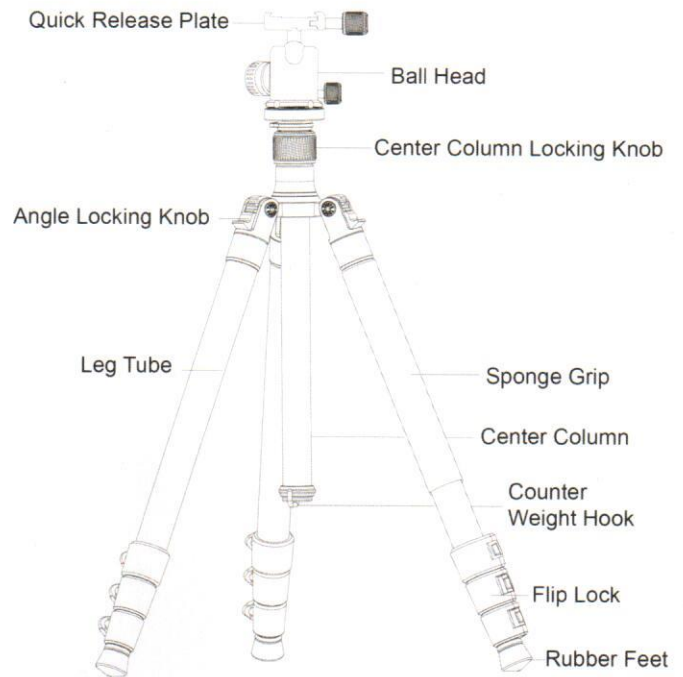 Quick Release Plate
Ball Head
Center Column Locking Knob
Angle Locking Knob
Leg Tube
Sponge Grip
Center Column
Counter
Weight Hook
Flip Lock
Rubber Feet